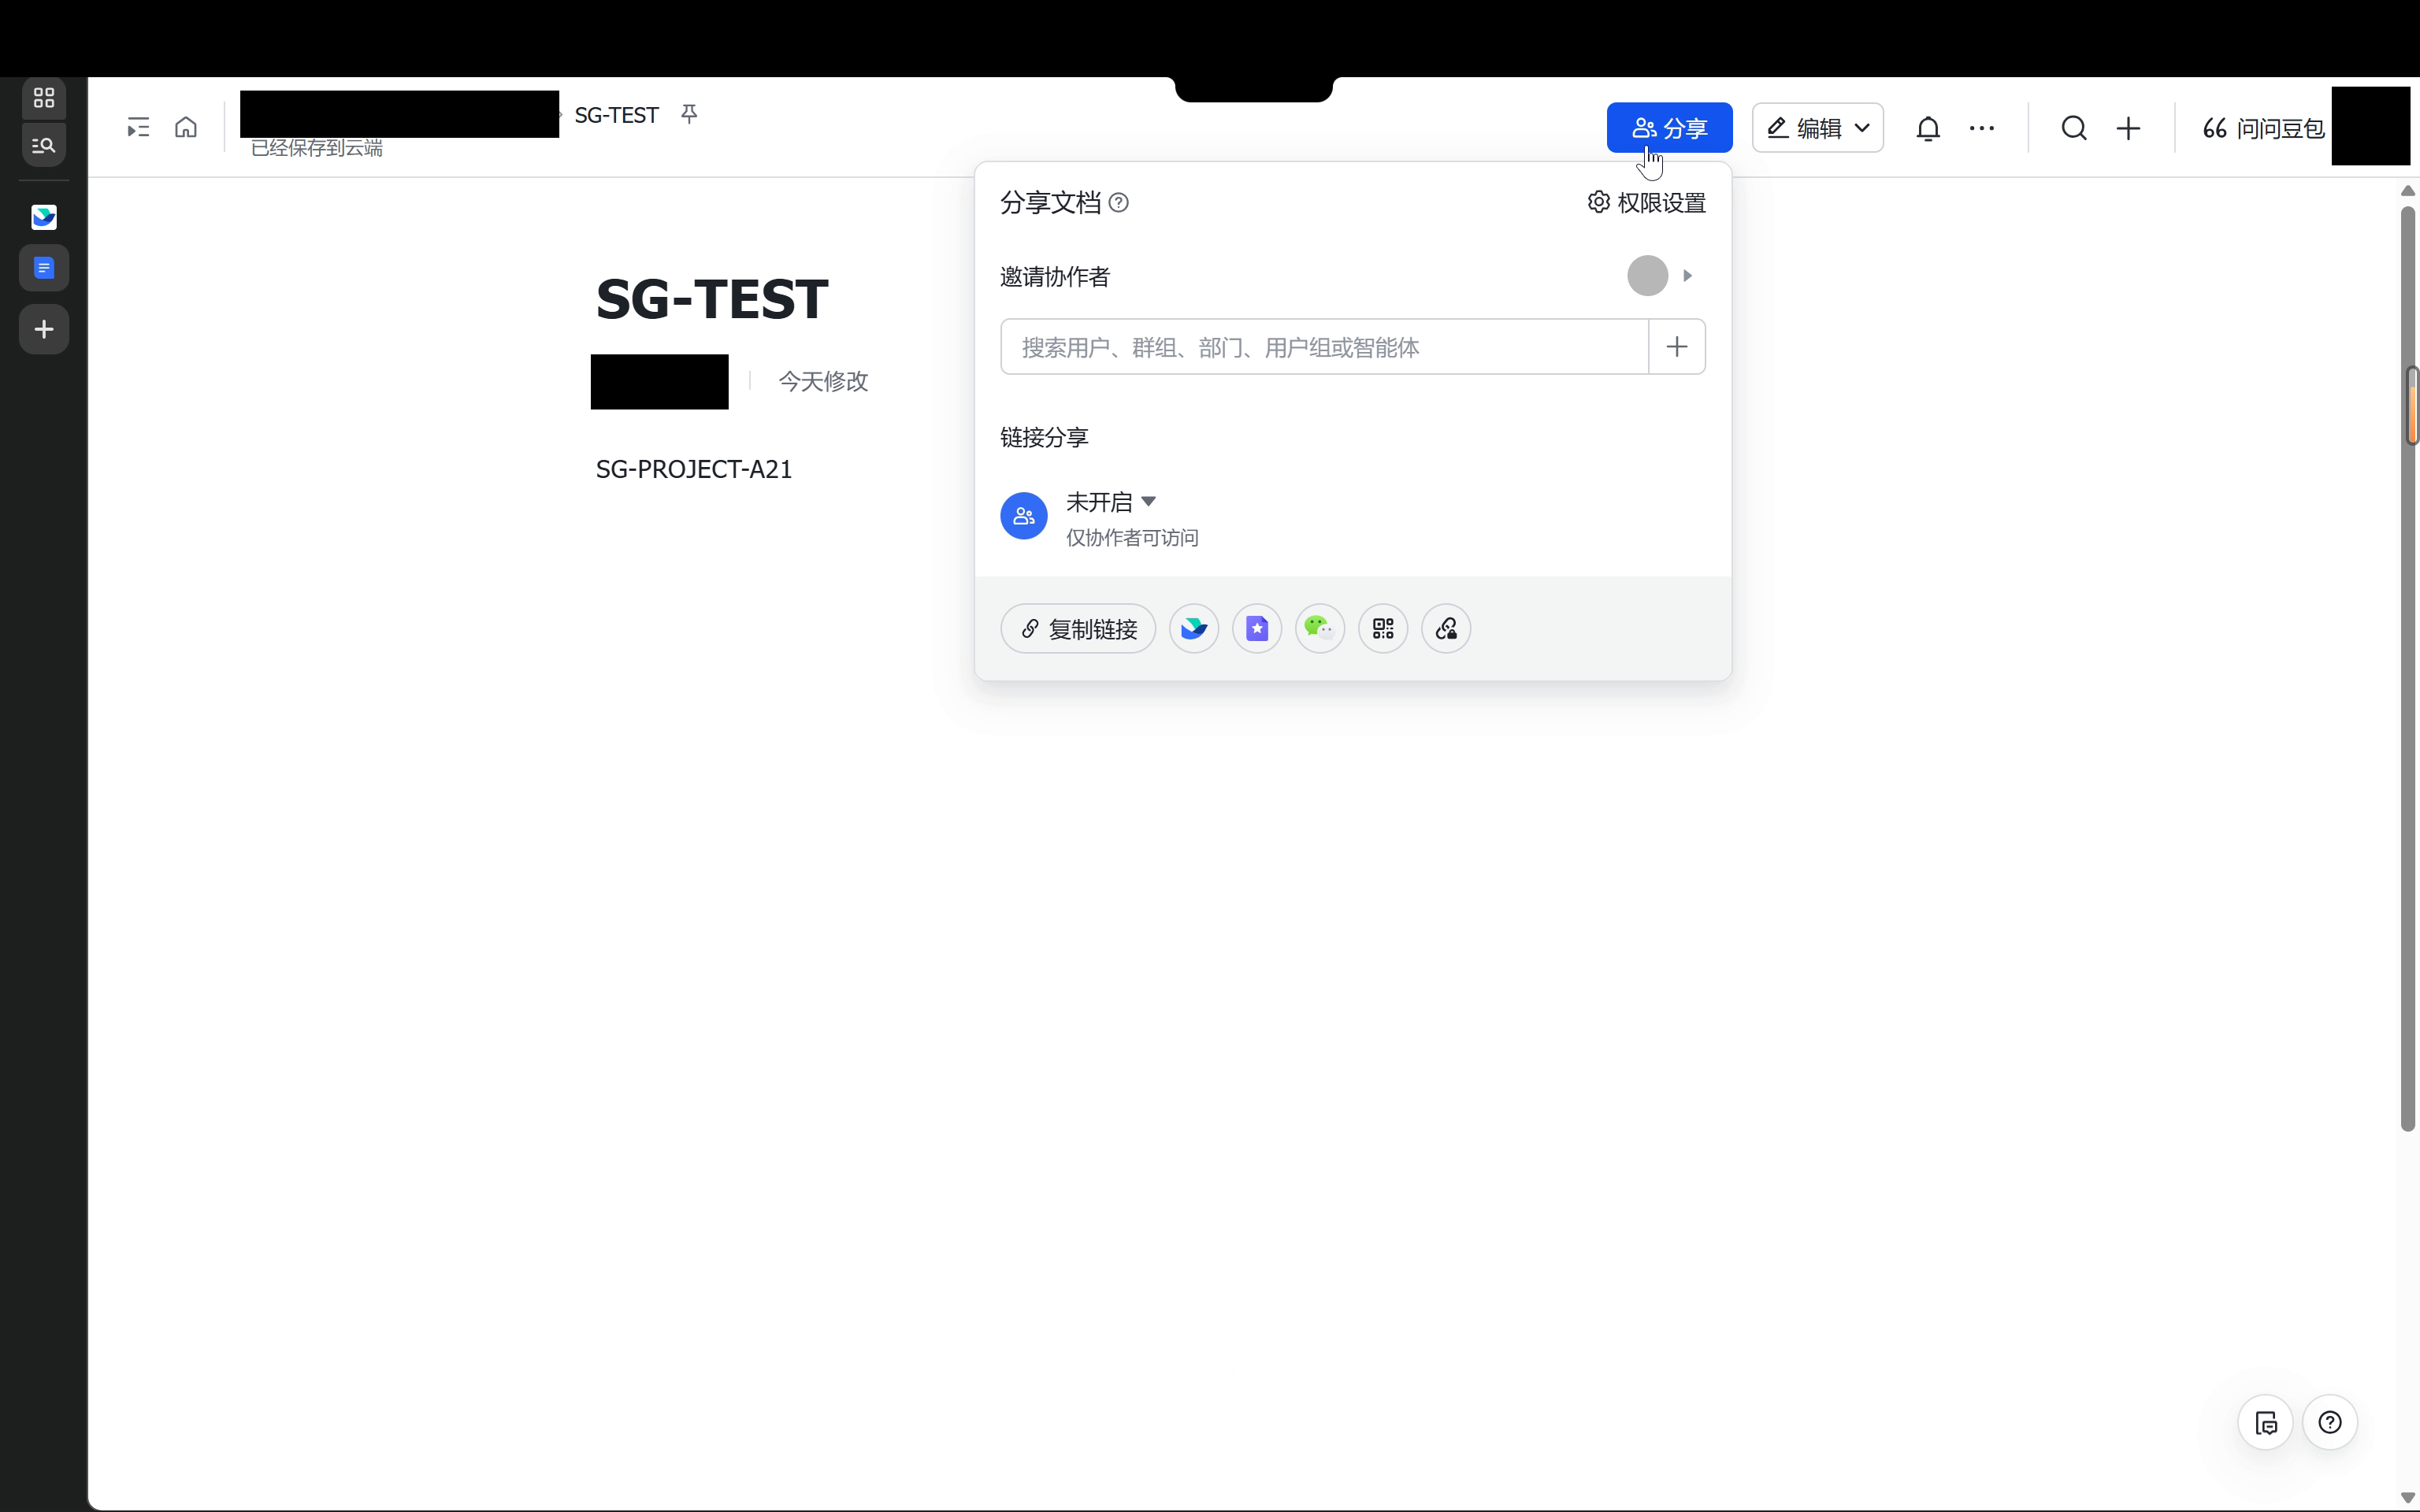 SG-TEST
已经保存到云端
分享
编辑
问问豆包
分享文档
权限设置
邀请协作者
搜索用户、群组、部门、用户组或智能体
链接分享
未开启
仅协作者可访问
复制链接
SG-TEST
今天修改
SG-PROJECT-A21